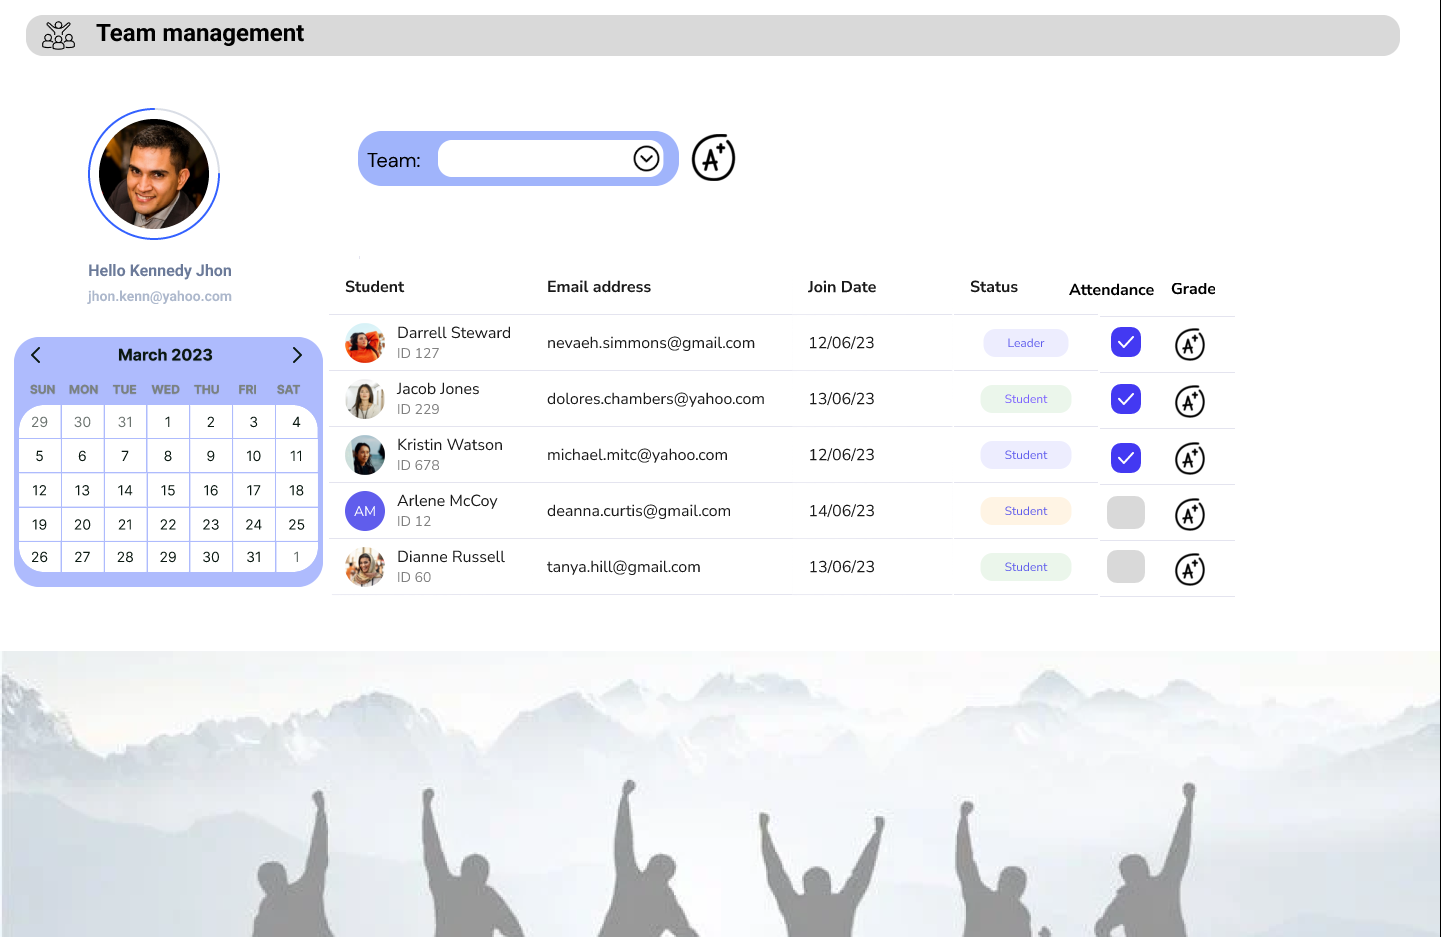 Team management
Team:
A+
Hello Kennedy Jhon
jhon.kenn@yahoo.com
March 2023
SUN MON TUE WED THU FRI SAT
29 30 31 1 2 3 4
5 6 7 8 9 10 11
12 13 14 15 16 17 18
19 20 21 22 23 24 25
26 27 28 29 30 31 1
Student Email address Join Date Status Attendance Grade
Darrell Steward
ID 127
nevaeh.simmons@gmail.com 12/06/23 Leader A+
Jacob Jones
ID 229
dolores.chambers@yahoo.com 13/06/23 Student A+
Kristin Watson
ID 678
michael.mitc@yahoo.com 12/06/23 Student A+
AM
Arlene McCoy
ID 12
deanna.curtis@gmail.com 14/06/23 Student A+
Dianne Russell
ID 60
tanya.hill@gmail.com 13/06/23 Student A+